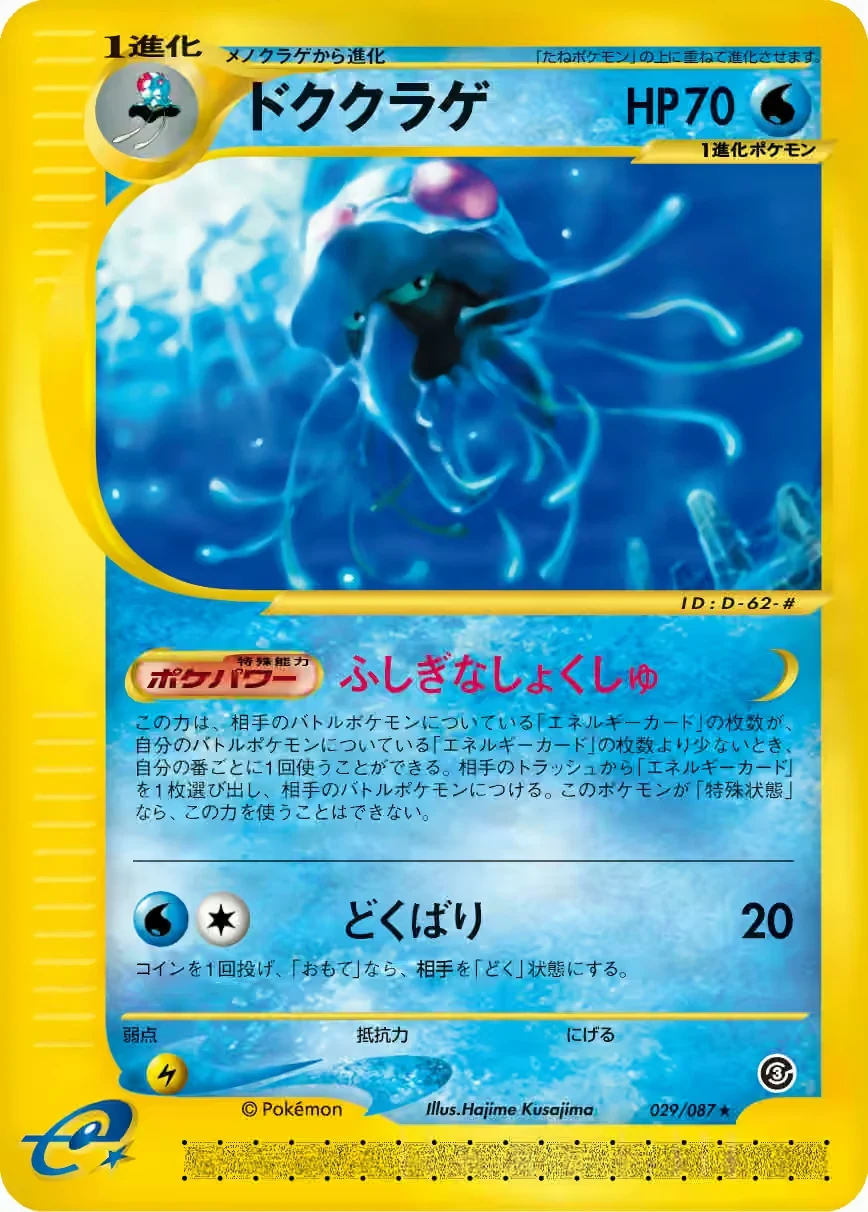 1進化
メノクラゲから進化
「たねポケモン」の上に重ねて進化させます。
ドククラゲ
HP70
1進化ポケモン
ID:D-62-#
特殊能力
ポケパワー
ふしぎなしょくしゅ
この力は、相手のバトルポケモンについている「エネルギーカード」の枚数が、
自分のバトルポケモンについている「エネルギーカード」の枚数より少ないとき、
自分の番ごとに1回使うことができる。相手のトラッシュから「エネルギーカード」
を1枚選び出し、相手のバトルポケモンにつける。このポケモンが「特殊状態」
なら、この力を使うことはできない。
どくばり
20
コインを1回投げ、「おもて」なら、相手を「どく」状態にする。
弱点
抵抗力
にげる
3
© Pokémon
Illus.Hajime Kusajima
029/087★
e